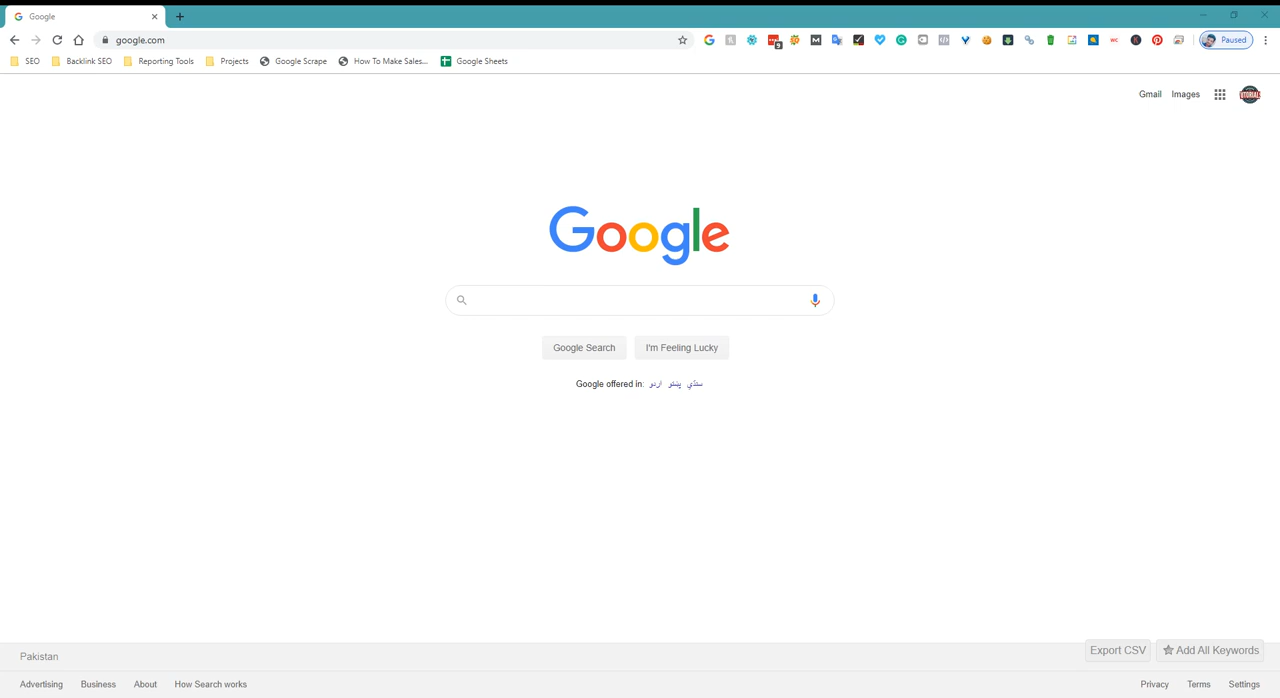 Google
google.com
9
Paused
SEO Backlink SEO Reporting Tools Projects Google Scrape How To Make Sales... Google Sheets
Gmail Images
Google
Google Search I'm Feeling Lucky
Google offered in: اردو پښتو سنڌي
Pakistan
Export CSV Add All Keywords
Advertising Business About How Search works
Privacy Terms Settings